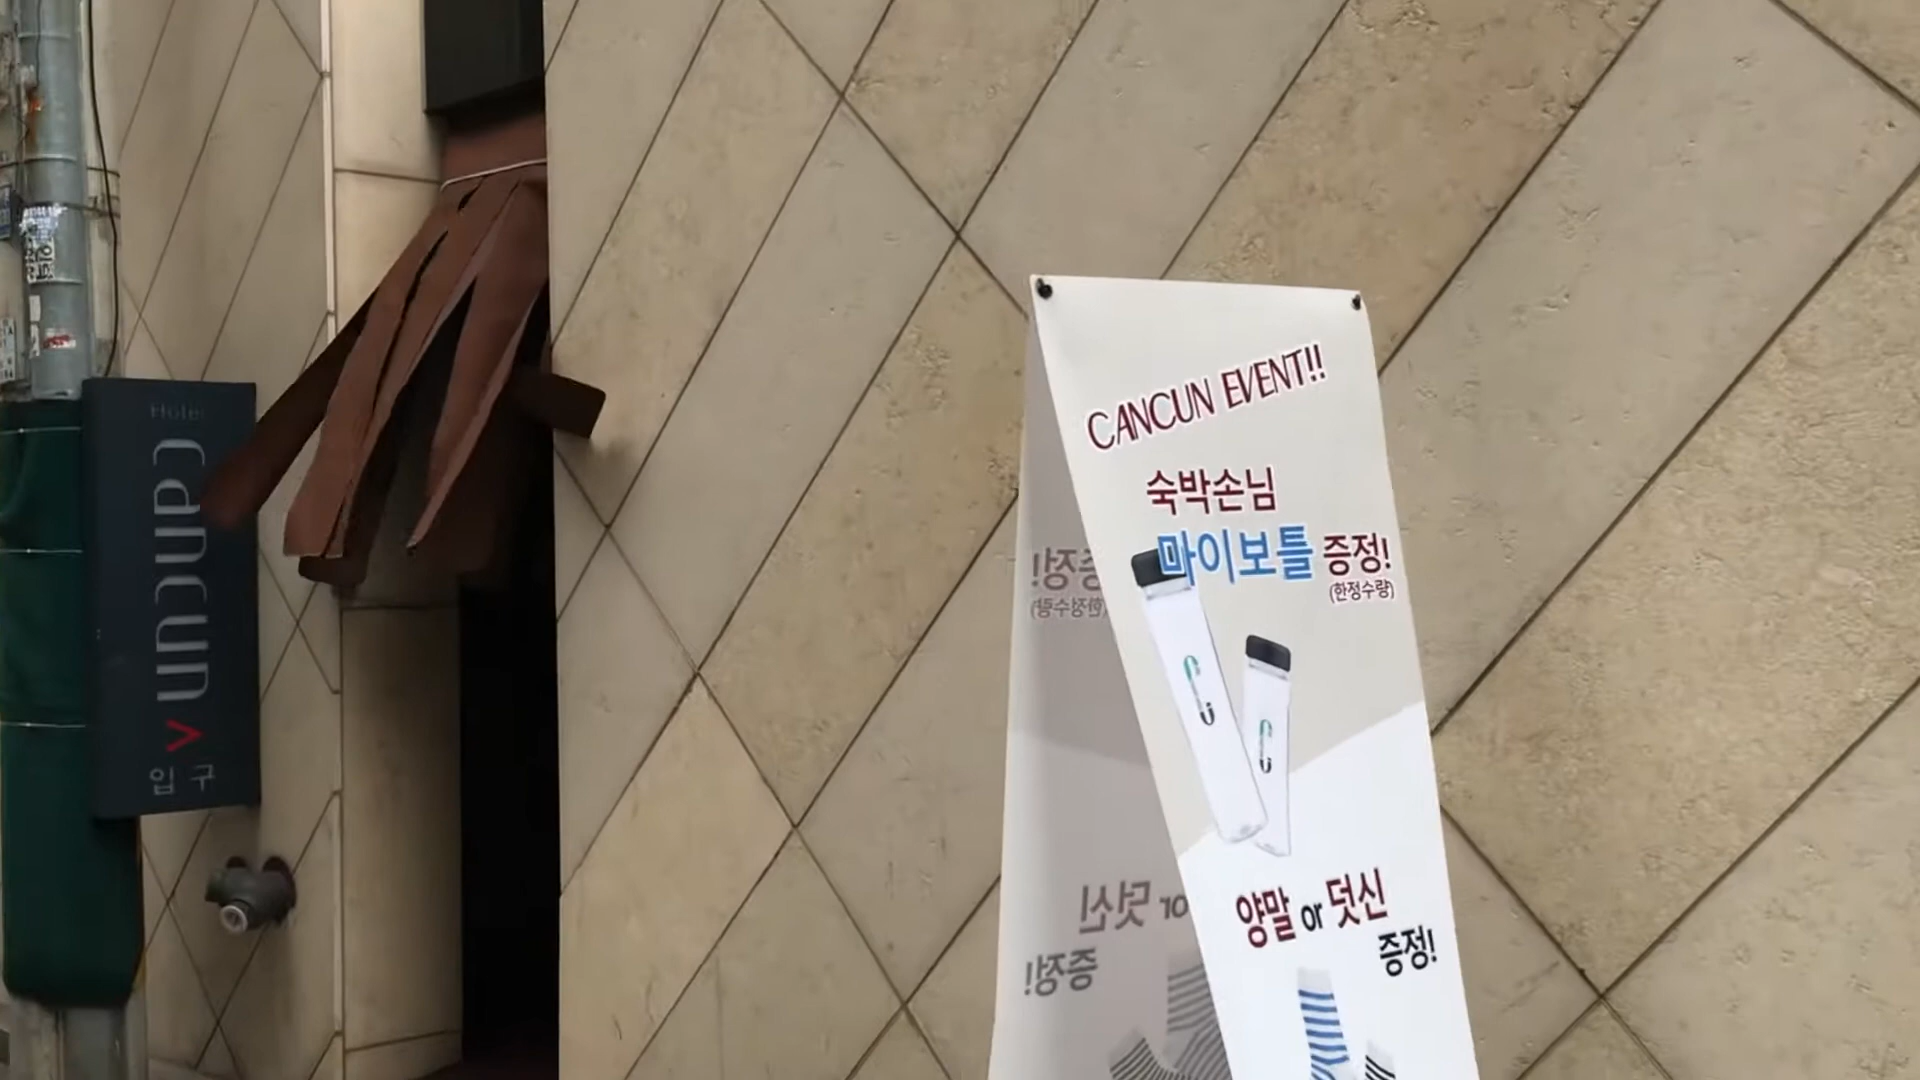 Hotel
Cancun
입구
CANCUN EVENT!!
숙박손님
마이보틀 증정!
(한정수량)
양말 or 덧신
증정!